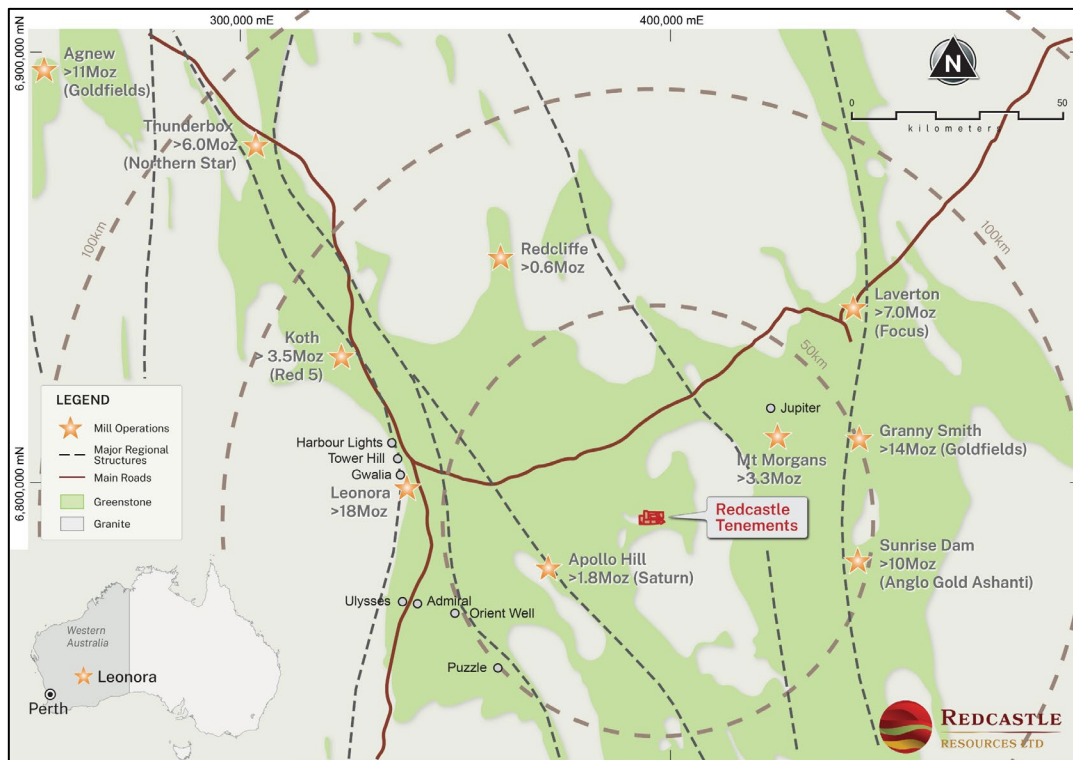 300,000 mE
400,000 mE
6,900,000 mN
6,800,000 mN
Agnew
>11Moz
(Goldfields)
Thunderbox
>6.0Moz
(Northern Star)
N
0
50
kilometers
100km
100km
50km
Redcliffe
>0.6Moz
Laverton
>7.0Moz
(Focus)
Koth
> 3.5Moz
(Red 5)
LEGEND
Mill Operations
Major Regional
Structures
Main Roads
Greenstone
Granite
Jupiter
Harbour Lights
Tower Hill
Gwalia
Leonora
>18Moz
Mt Morgans
>3.3Moz
Granny Smith
>14Moz (Goldfields)
Redcastle
Tenements
Apollo Hill
>1.8Moz (Saturn)
Sunrise Dam
>10Moz
(Anglo Gold Ashanti)
Ulysses
Admiral
Orient Well
Puzzle
Western
Australia
Leonora
Perth
REDCASTLE
RESOURCES LTD